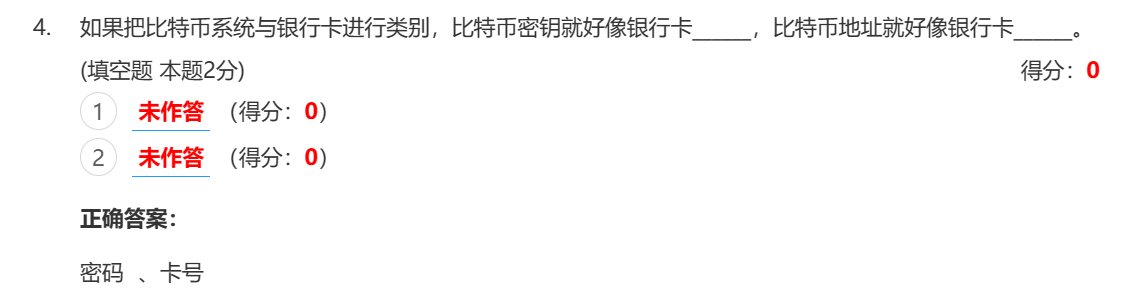 4. 如果把比特币系统与银行卡进行类别，比特币密钥就好像银行卡______，比特币地址就好像银行卡______。
(填空题 本题2分) 得分：0
1 未作答 （得分：0）
2 未作答 （得分：0）
正确答案：
密码 、卡号